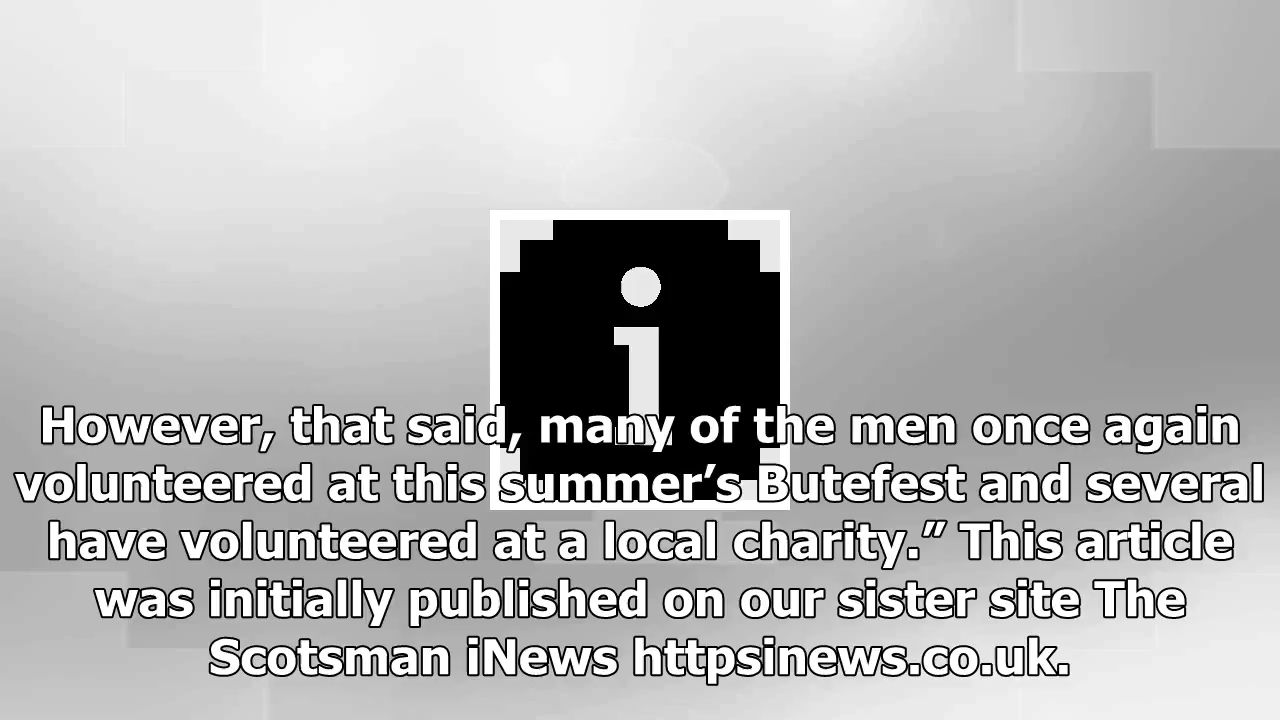 i
However, that said, many of the men once again
volunteered at this summer’s Butefest and several
have volunteered at a local charity.” This article
was initially published on our sister site The
Scotsman iNews httpsinews.co.uk.